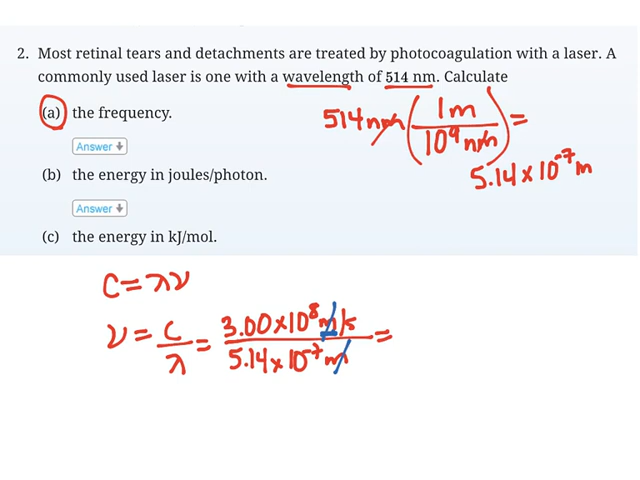 2. Most retinal tears and detachments are treated by photocoagulation with a laser. A
commonly used laser is one with a wavelength of 514 nm. Calculate
(a) the frequency.
514 nm (1m / 10⁹ nm) =
5.14 × 10⁻⁷ m
Answer ⬇
(b) the energy in joules/photon.
Answer ⬇
(c) the energy in kJ/mol.
C = λν
ν = C / λ = 3.00 × 10⁸ m/s / 5.14 × 10⁻⁷ m =